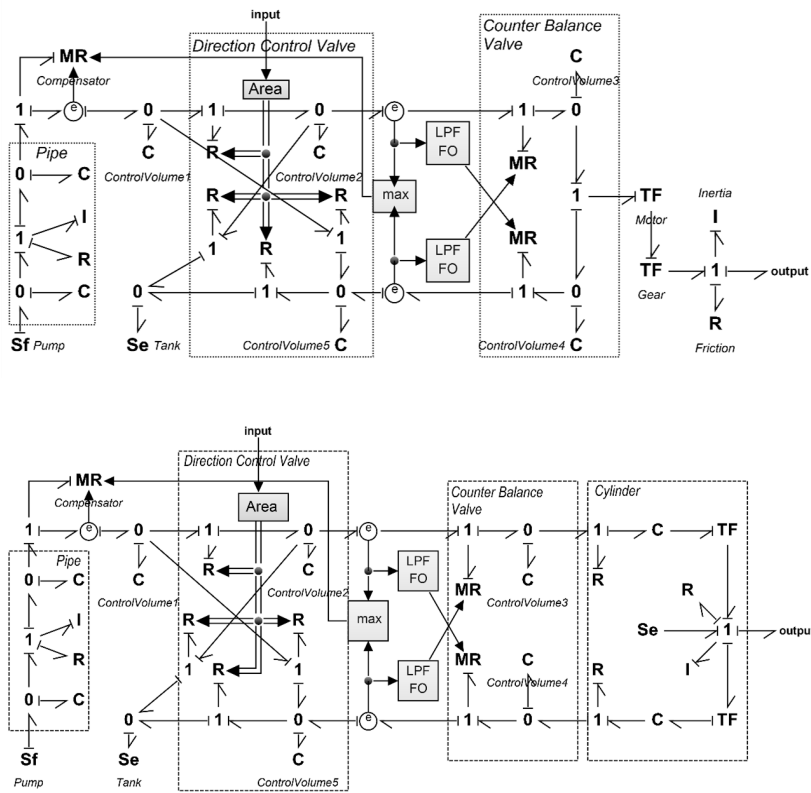 input
Direction Control Valve
Counter Balance
Valve
MR
Compensator
Area
C
ControlVolume3
1 e 0 1 0 e 1 0
LPF
FO
Pipe
R C MR
ControlVolume1
ControlVolume2
0 C
R R
max
1 TF
Inertia
Motor
I
I
1
1 R 1
LPF
FO
MR
R
TF 1 output
Gear
0 C
0 1 0 e 1 0
R
Sf Pump
Se Tank
ControlVolume5 C
ControlVolume4 C
Friction
input
Direction Control Valve
MR
Compensator
Area
Counter Balance
Valve
Cylinder
1 e 0 1 0 e 1 0 1 C TF
Pipe
0 C
C
R C
LPF
FO
MR C R
ControlVolume1
ControlVolume2
ControlVolume3
R
I
R R
max
Se 1 outpu
1
R
1 R 1
LPF
FO
MR C R
I
ControlVolume4
0 C
0 1 0 e 1 0 1 C TF
Sf
Se
C
Pump
Tank
ControlVolume5